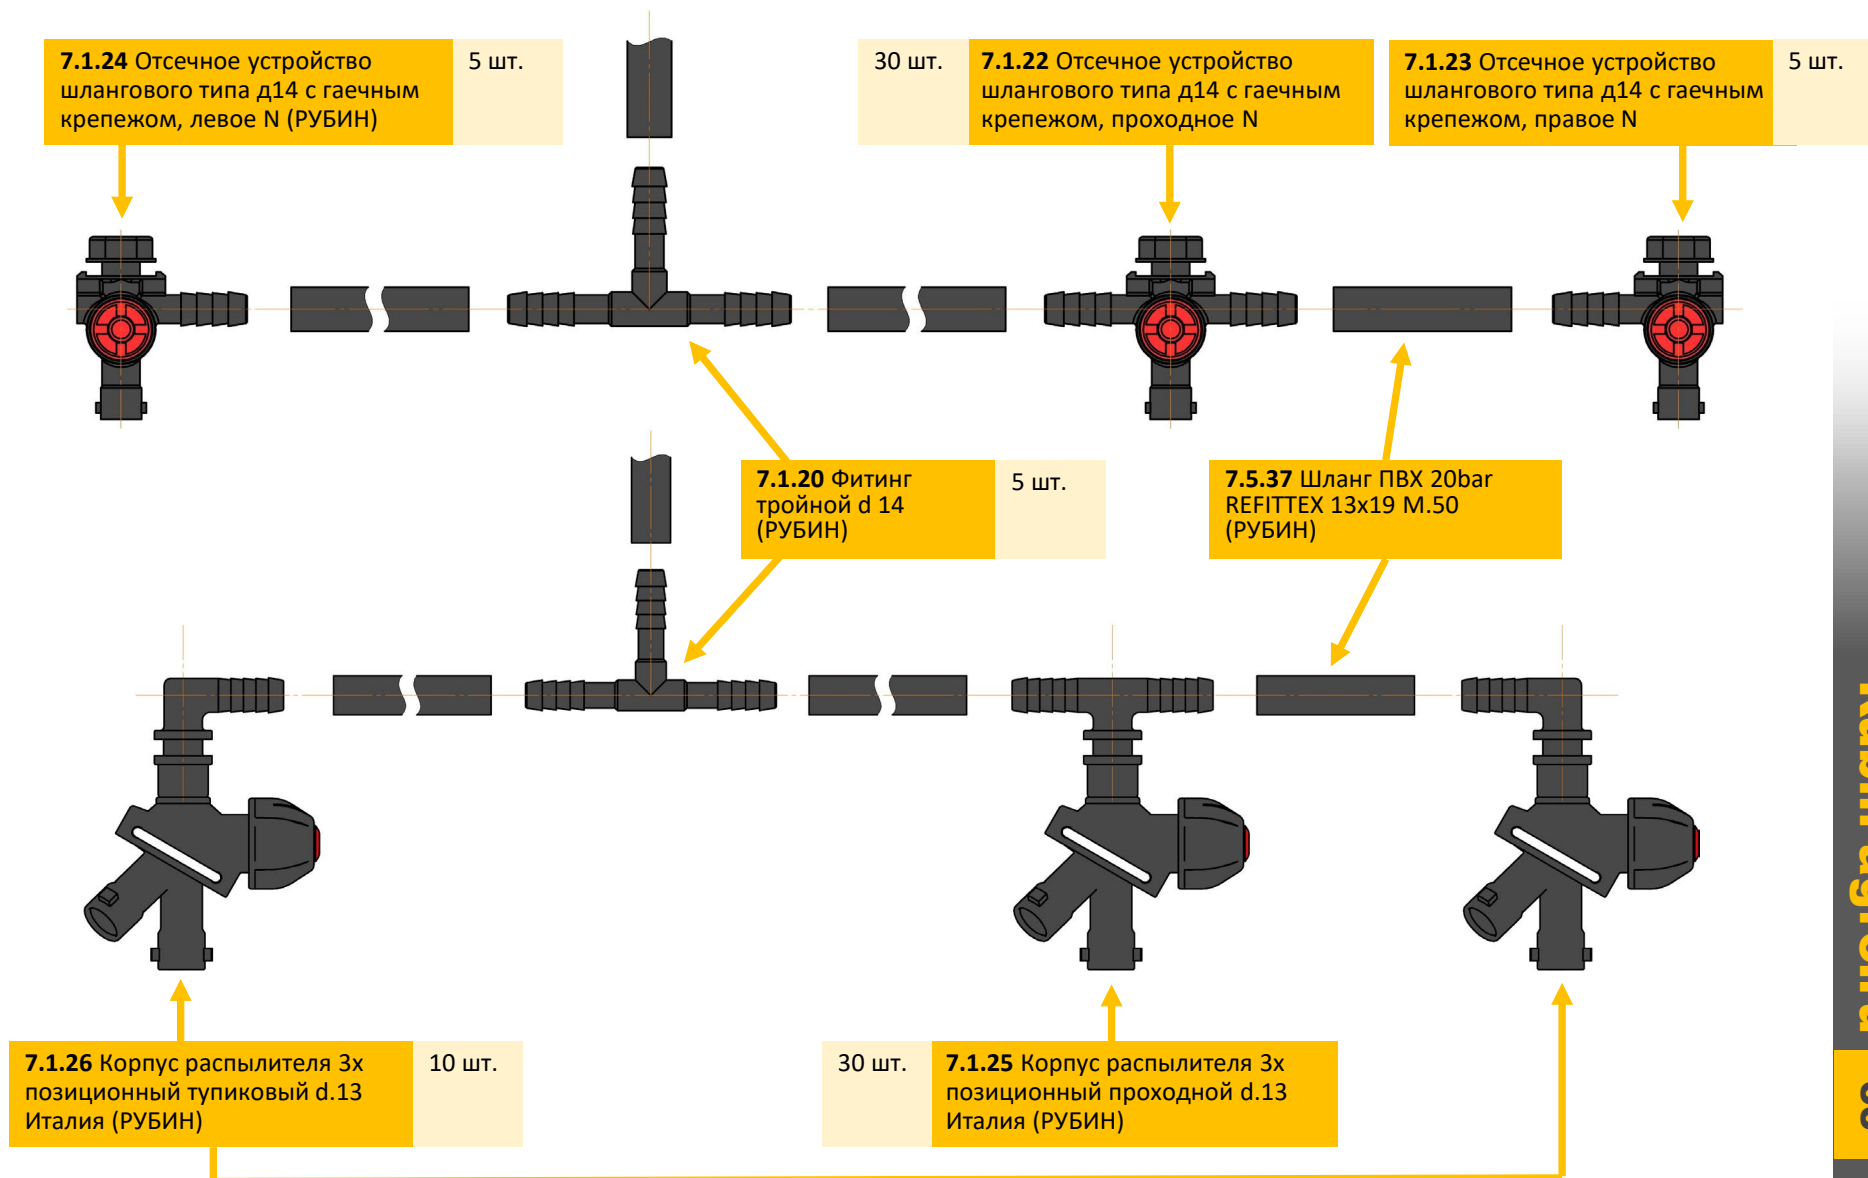 7.1.24 Отсечное устройство
шлангового типа д14 с гаечным
крепежом, левое N (РУБИН)
5 шт.
30 шт.
7.1.22 Отсечное устройство
шлангового типа д14 с гаечным
крепежом, проходное N
7.1.23 Отсечное устройство
шлангового типа д14 с гаечным
крепежом, правое N
5 шт.
7.1.20 Фитинг
тройной d 14
(РУБИН)
5 шт.
7.5.37 Шланг ПВХ 20bar
REFITTEX 13x19 M.50
(РУБИН)
7.1.26 Корпус распылителя 3х
позиционный тупиковый d.13
Италия (РУБИН)
10 шт.
30 шт.
7.1.25 Корпус распылителя 3х
позиционный проходной d.13
Италия (РУБИН)